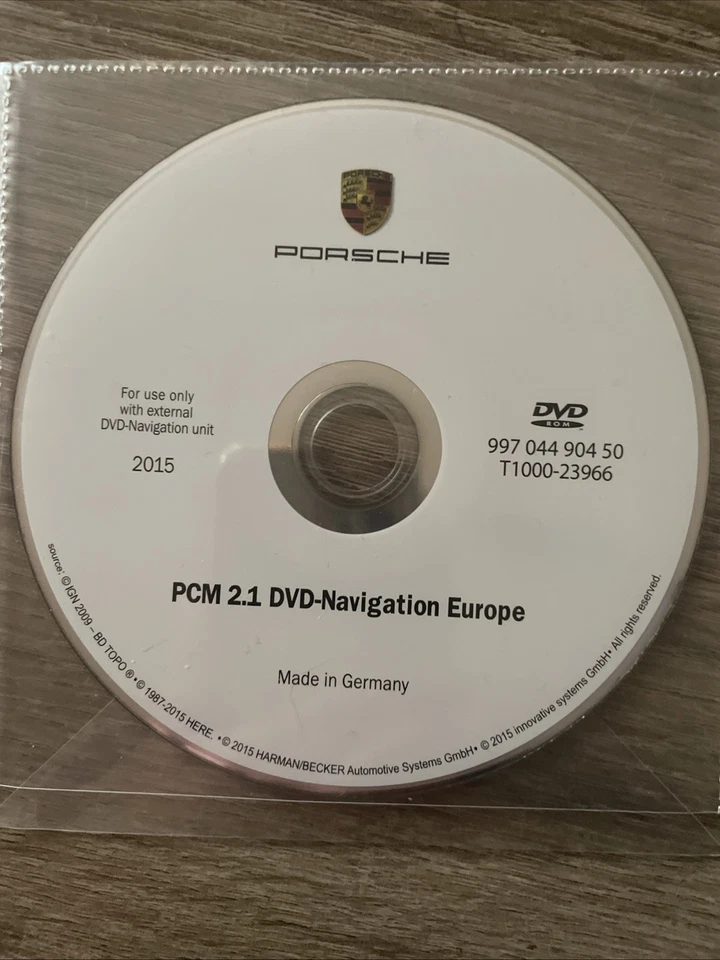 PORSCHE
PORSCHE
For use only
with external
DVD-Navigation unit
2015
DVD
ROM
997 044 904 50
T1000-23966
PCM 2.1 DVD-Navigation Europe
Made in Germany
source: © IGN 2009 – BD TOPO ® • © 1987-2015 HERE. • © 2015 HARMAN/BECKER Automotive Systems GmbH • © 2015 innovative systems GmbH • All rights reserved.